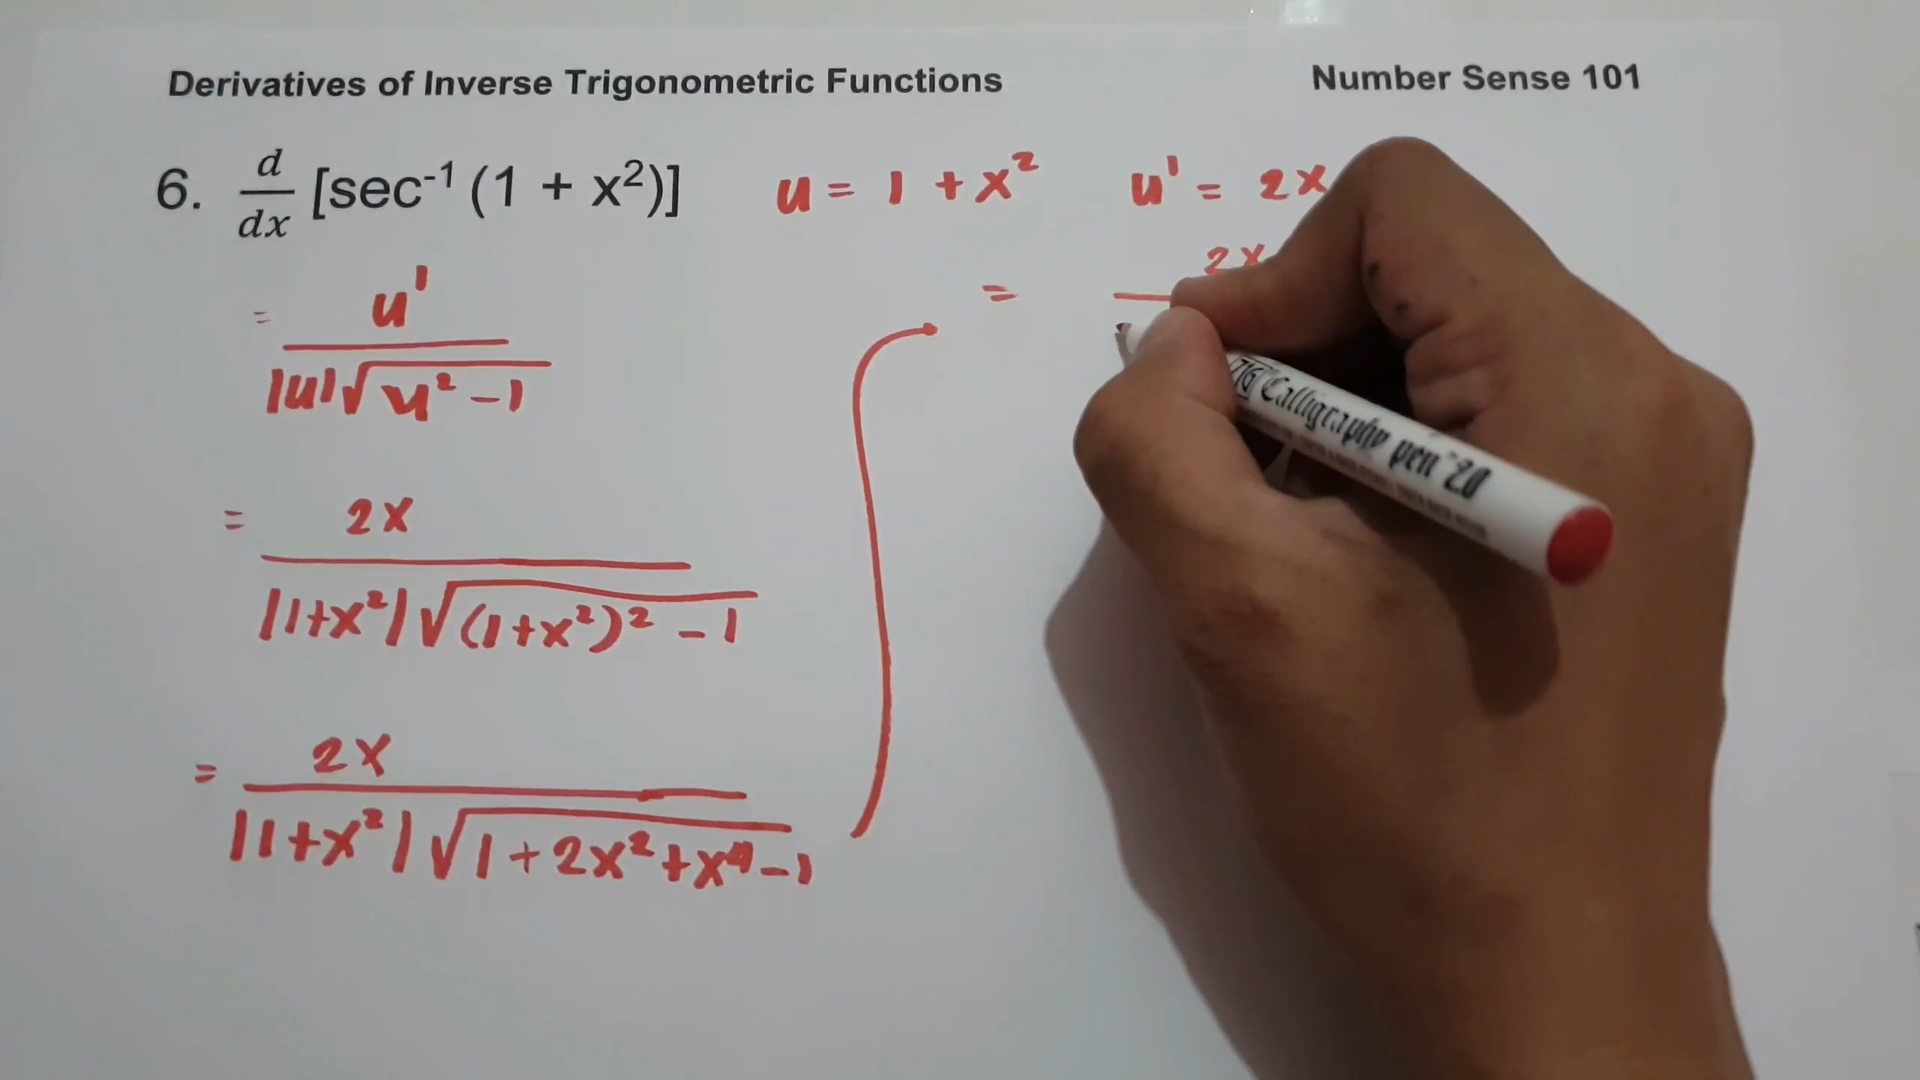 Derivatives of Inverse Trigonometric Functions
Number Sense 101
6. d/dx [sec⁻¹ (1 + x²)]
u = 1 + x²
u' = 2x
= u' / |u|√u² - 1
= 2x / |1+x²|√(1+x²)² - 1
= 2x / |1+x²|√1 + 2x² + x⁴ - 1
= 2x
Calligraphy pen 2.0